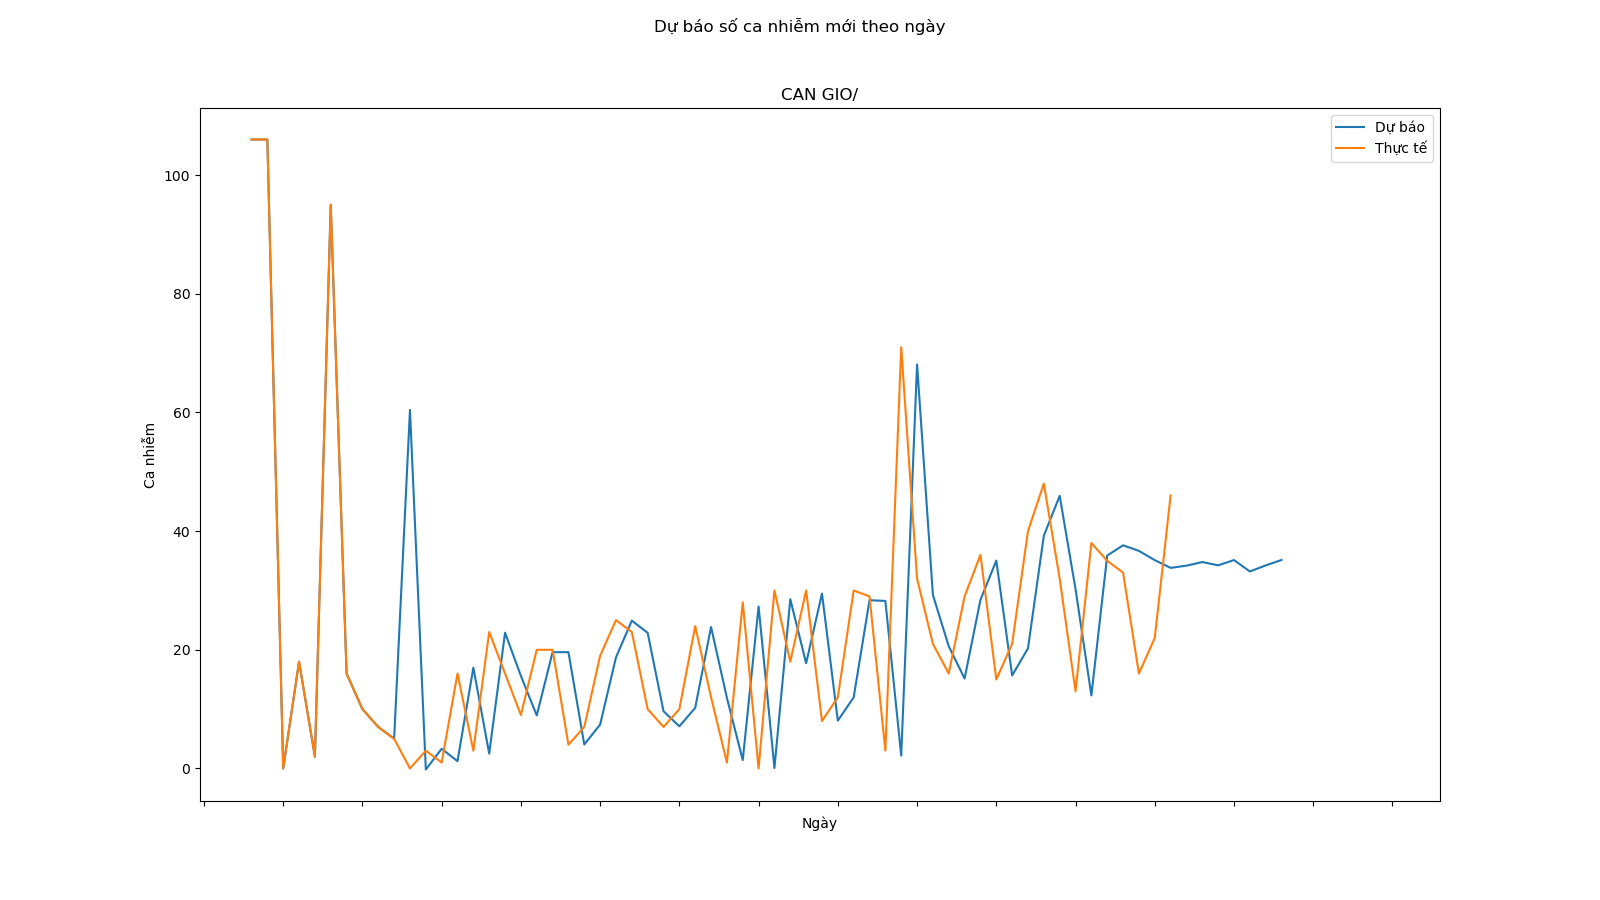 Dự báo số ca nhiễm mới theo ngày
CAN GIO/
Dự báo
Thực tế
100
80
60
40
20
0
Ca nhiễm
Ngày